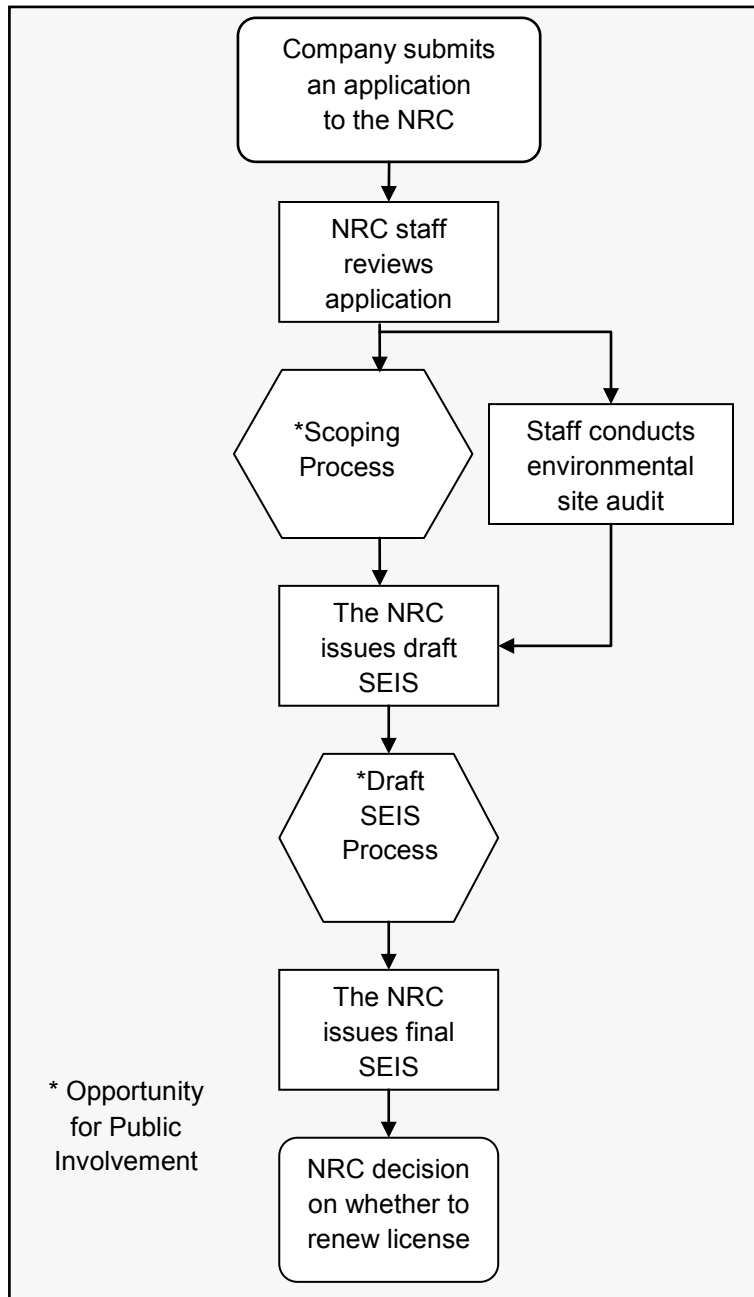 Company submits
an application
to the NRC
NRC staff
reviews
application
*Scoping
Process
Staff conducts
environmental
site audit
The NRC
issues draft
SEIS
*Draft
SEIS
Process
The NRC
issues final
SEIS
* Opportunity
for Public
Involvement
NRC decision
on whether to
renew license